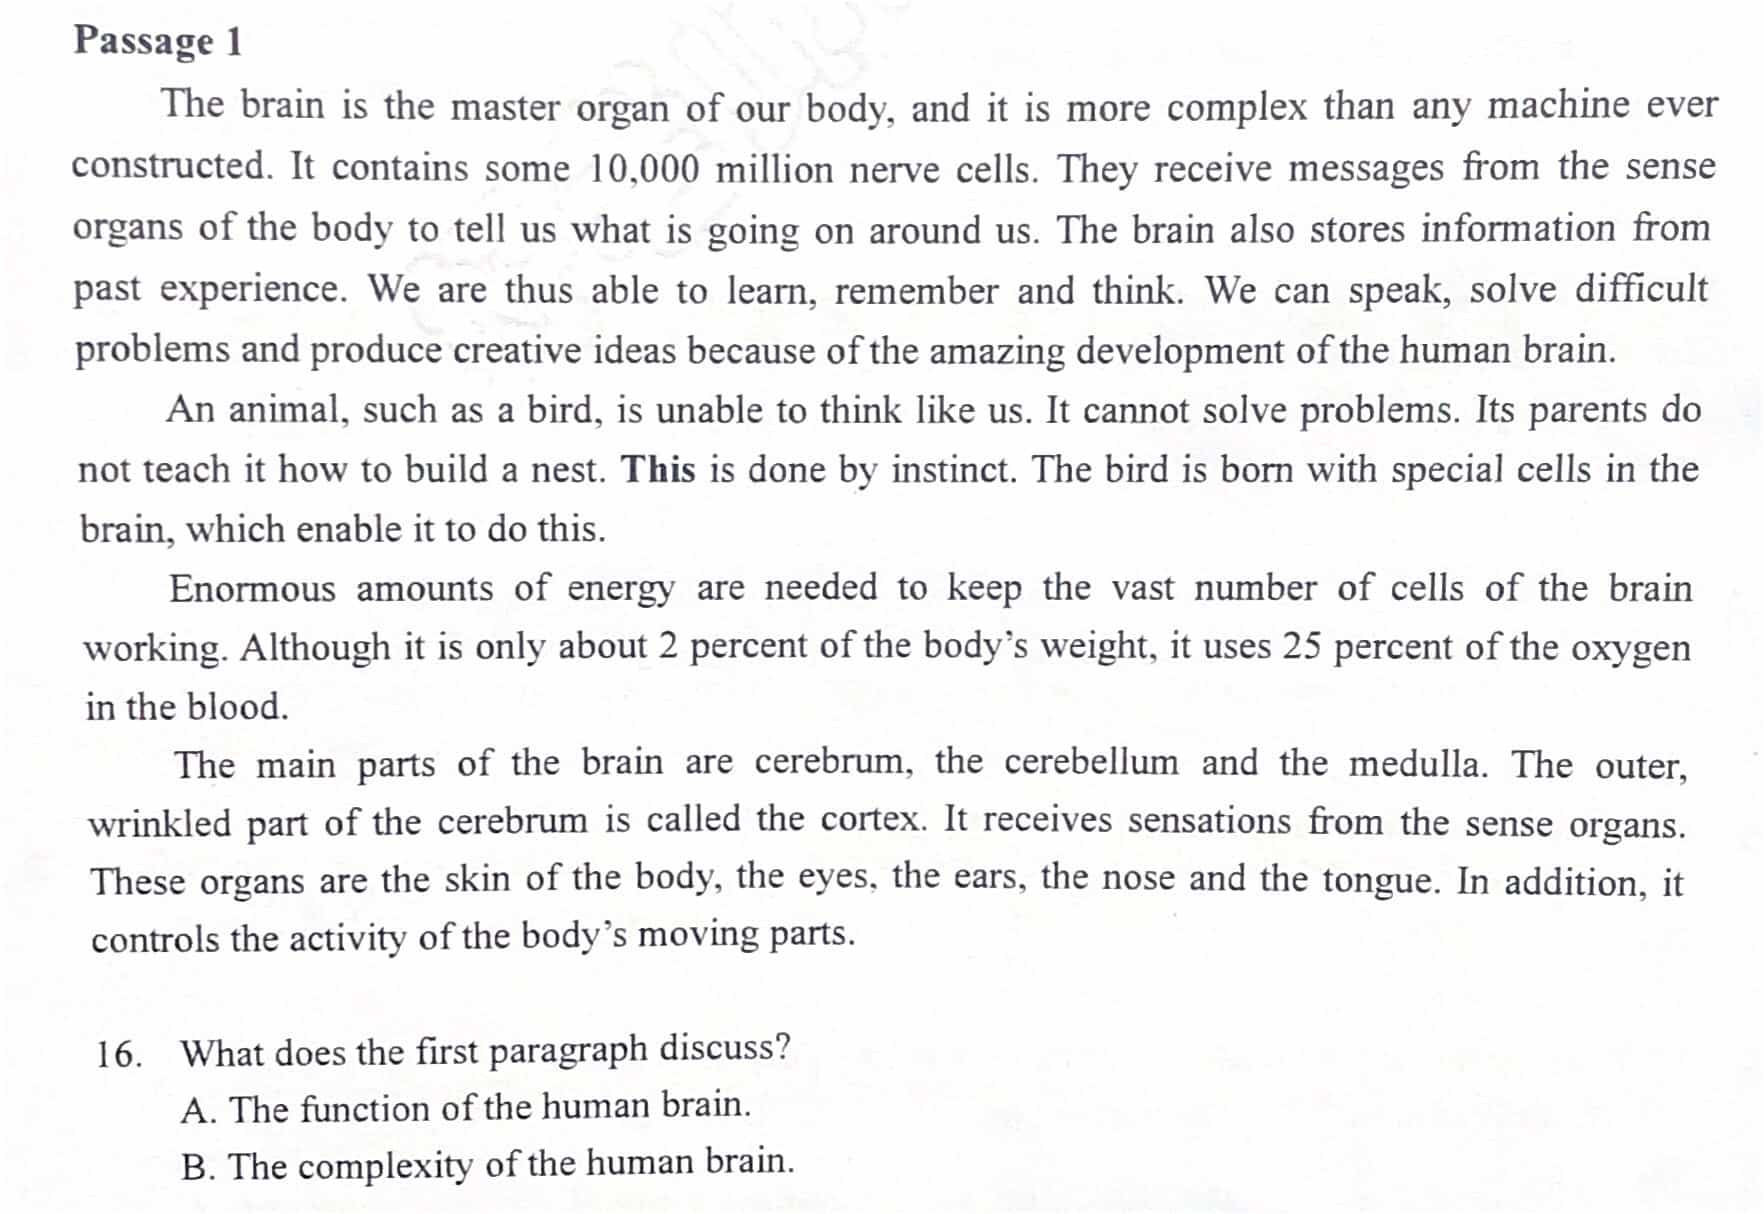 Passage 1
The brain is the master organ of our body, and it is more complex than any machine ever
constructed. It contains some 10,000 million nerve cells. They receive messages from the sense
organs of the body to tell us what is going on around us. The brain also stores information from
past experience. We are thus able to learn, remember and think. We can speak, solve difficult
problems and produce creative ideas because of the amazing development of the human brain.
An animal, such as a bird, is unable to think like us. It cannot solve problems. Its parents do
not teach it how to build a nest. This is done by instinct. The bird is born with special cells in the
brain, which enable it to do this.
Enormous amounts of energy are needed to keep the vast number of cells of the brain
working. Although it is only about 2 percent of the body's weight, it uses 25 percent of the oxygen
in the blood.
The main parts of the brain are cerebrum, the cerebellum and the medulla. The outer,
wrinkled part of the cerebrum is called the cortex. It receives sensations from the sense organs.
These organs are the skin of the body, the eyes, the ears, the nose and the tongue. In addition, it
controls the activity of the body's moving parts.
16. What does the first paragraph discuss?
A. The function of the human brain.
B. The complexity of the human brain.